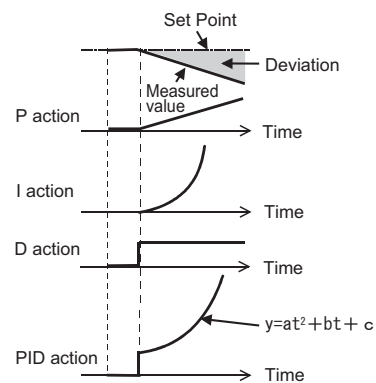 Set Point
Deviation
Measured
value
P action
Time
I action
Time
D action
Time
y=at²+bt+c
PID action
Time